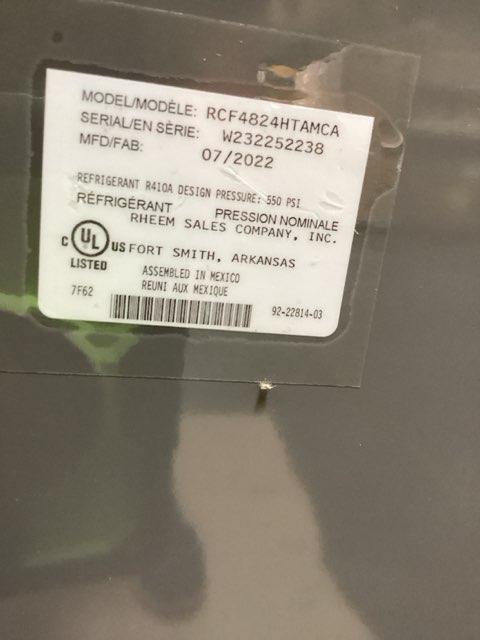 MODEL/MODÈLE: RCF4824HTAMCA
SERIAL/EN SÉRIE: W232252238
MFD/FAB: 07/2022
REFRIGERANT R410A DESIGN PRESSURE: 550 PSI
RÉFRIGÉRANT PRESSION NOMINALE
RHEEM SALES COMPANY, INC.
C UL US FORT SMITH, ARKANSAS
LISTED
ASSEMBLED IN MEXICO
REUNI AUX MEXIQUE
7F62
92-22814-03